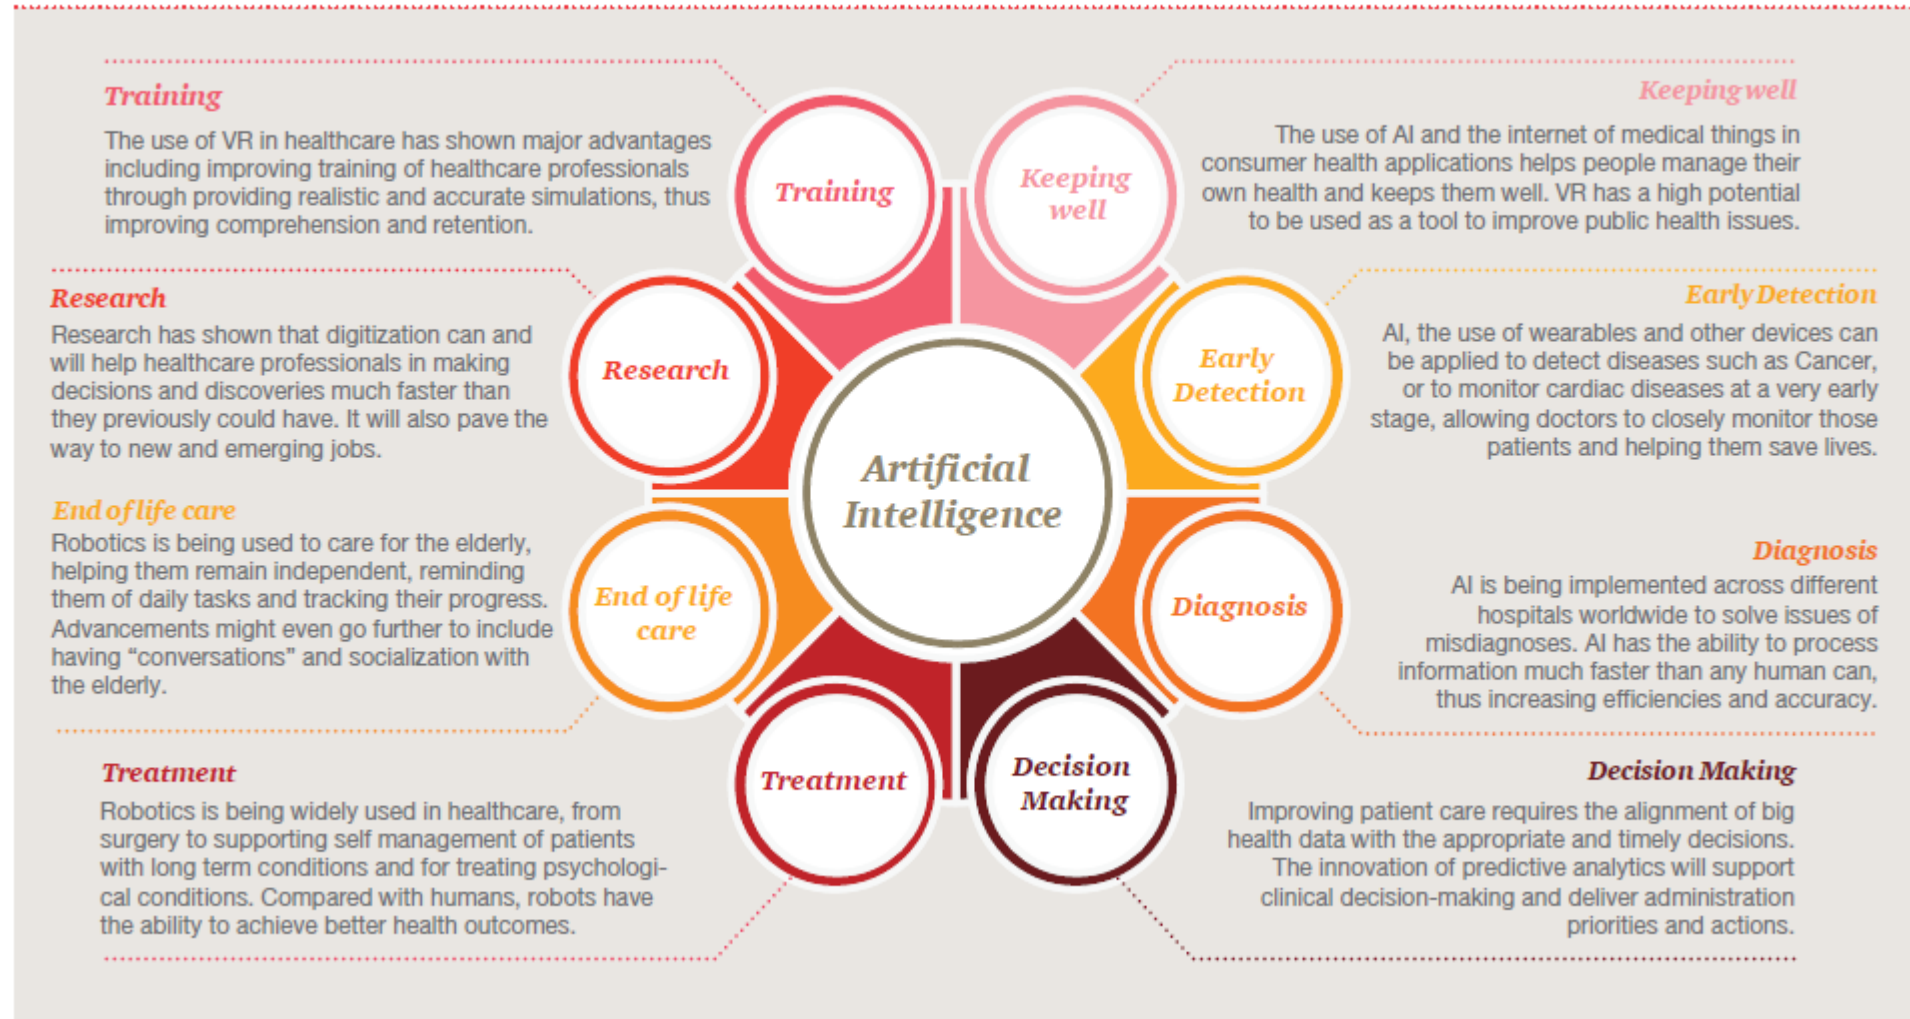 Training
The use of VR in healthcare has shown major advantages
including improving training of healthcare professionals
through providing realistic and accurate simulations, thus
improving comprehension and retention.
Research
Research has shown that digitization can and
will help healthcare professionals in making
decisions and discoveries much faster than
they previously could have. It will also pave the
way to new and emerging jobs.
End of life care
Robotics is being used to care for the elderly,
helping them remain independent, reminding
them of daily tasks and tracking their progress.
Advancements might even go further to include
having “conversations” and socialization with
the elderly.
Treatment
Robotics is being widely used in healthcare, from
surgery to supporting self management of patients
with long term conditions and for treating psychologi-
cal conditions. Compared with humans, robots have
the ability to achieve better health outcomes.
Training
Keeping
well
Research
Early
Detection
Artificial
Intelligence
End of life
care
Diagnosis
Treatment
Decision
Making
Keeping well
The use of AI and the internet of medical things in
consumer health applications helps people manage their
own health and keeps them well. VR has a high potential
to be used as a tool to improve public health issues.
Early Detection
AI, the use of wearables and other devices can
be applied to detect diseases such as Cancer,
or to monitor cardiac diseases at a very early
stage, allowing doctors to closely monitor those
patients and helping them save lives.
Diagnosis
AI is being implemented across different
hospitals worldwide to solve issues of
misdiagnoses. AI has the ability to process
information much faster than any human can,
thus increasing efficiencies and accuracy.
Decision Making
Improving patient care requires the alignment of big
health data with the appropriate and timely decisions.
The innovation of predictive analytics will support
clinical decision-making and deliver administration
priorities and actions.